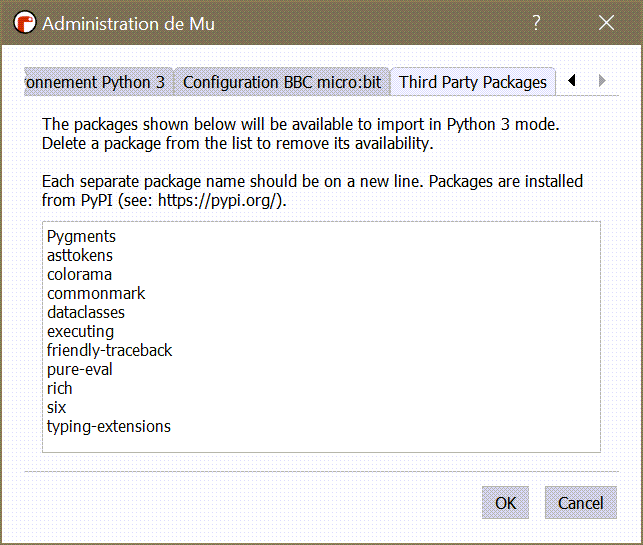 Administration de Mu
?
onnement Python 3
Configuration BBC micro:bit
Third Party Packages
The packages shown below will be available to import in Python 3 mode.
Delete a package from the list to remove its availability.
Each separate package name should be on a new line. Packages are installed
from PyPI (see: https://pypi.org/).
Pygments
asttokens
colorama
commonmark
dataclasses
executing
friendly-traceback
pure-eval
rich
six
typing-extensions
OK
Cancel